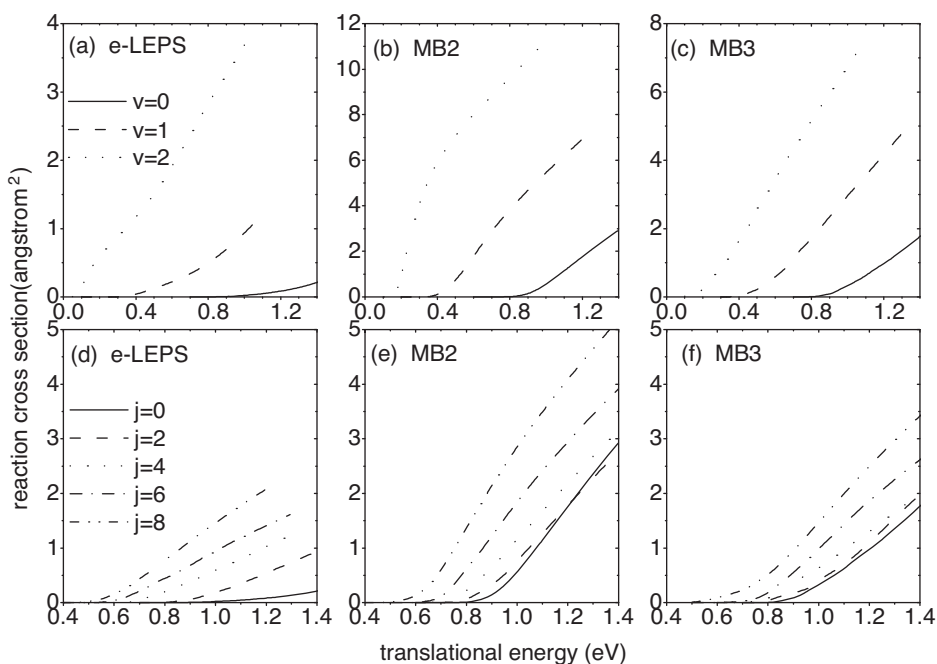 reaction cross section(angstrom²)
(a) e-LEPS
v=0
v=1
v=2
4
3
2
1
0
0.0 0.4 0.8 1.2
(b) MB2
12
10
8
6
4
2
0
0.0 0.4 0.8 1.2
(c) MB3
8
6
4
2
0
0.0 0.4 0.8 1.2
(d) e-LEPS
j=0
j=2
j=4
j=6
j=8
5
4
3
2
1
0
0.4 0.6 0.8 1.0 1.2 1.4
(e) MB2
5
4
3
2
1
0
0.4 0.6 0.8 1.0 1.2 1.4
(f) MB3
5
4
3
2
1
0
0.4 0.6 0.8 1.0 1.2 1.4
translational energy (eV)